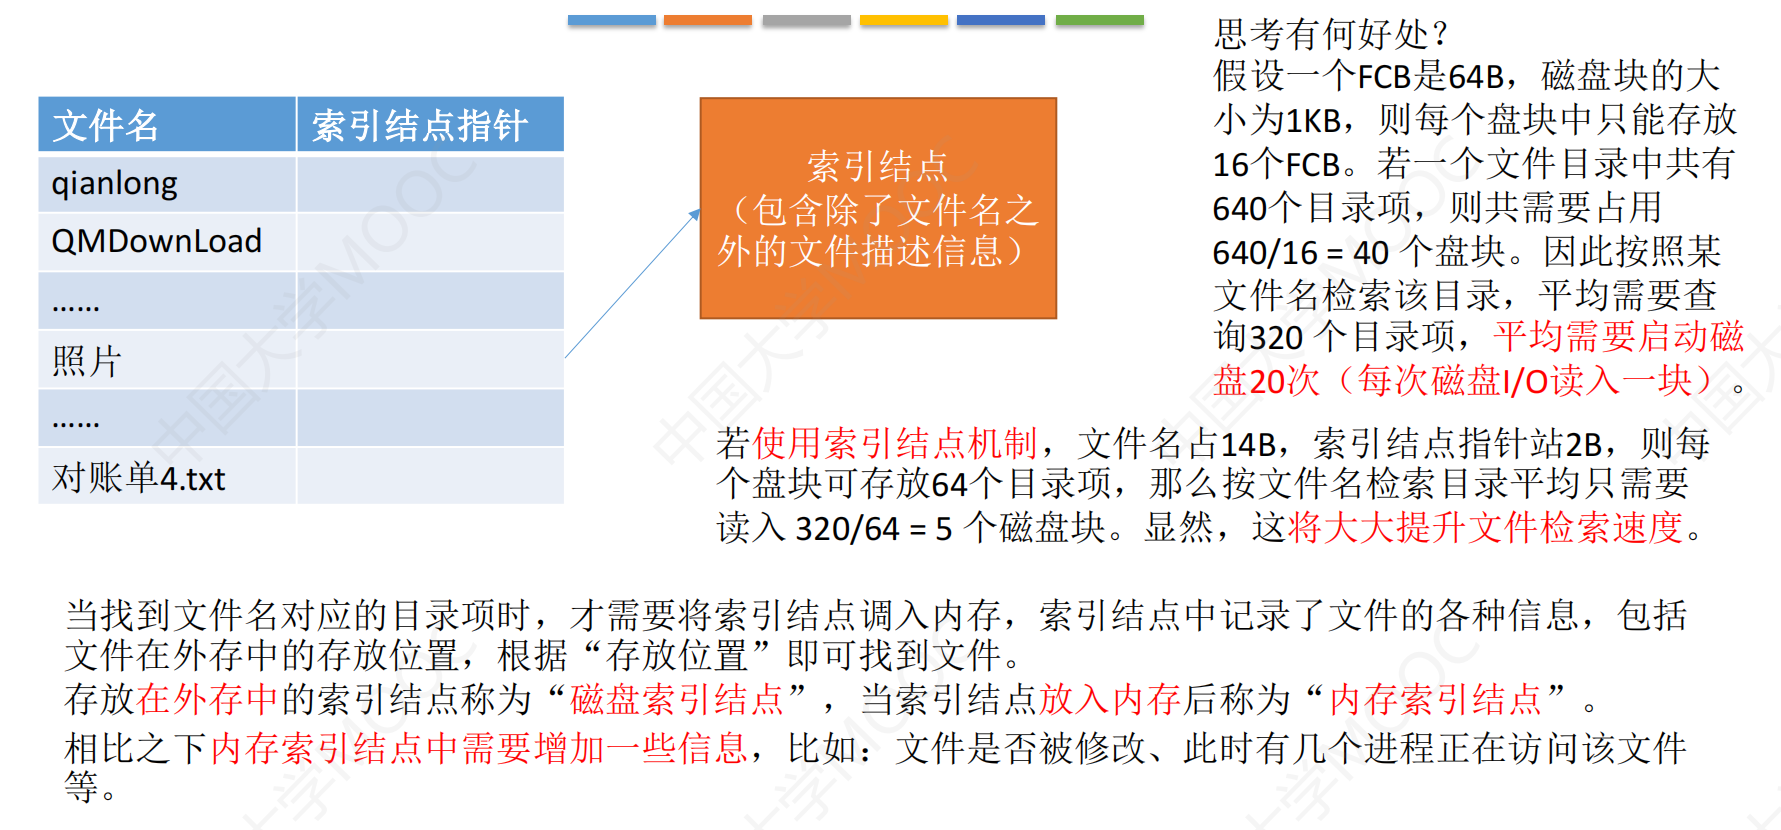 文件名 索引结点指针
qianlong
QMDownLoad
……
照片
……
对账单4.txt
索引结点
（包含除了文件名之
外的文件描述信息）
思考有何好处？
假设一个FCB是64B，磁盘块的大
小为1KB，则每个盘块中只能存放
16个FCB。若一个文件目录中共有
640个目录项，则共需要占用
640/16 = 40 个盘块。因此按照某
文件名检索该目录，平均需要查
询320 个目录项，平均需要启动磁
盘20次（每次磁盘I/O读入一块）。
若使用索引结点机制，文件名占14B，索引结点指针站2B，则每
个盘块可存放64个目录项，那么按文件名检索目录平均只需要
读入 320/64 = 5 个磁盘块。显然，这将大大提升文件检索速度。
当找到文件名对应的目录项时，才需要将索引结点调入内存，索引结点中记录了文件的各种信息，包括
文件在外存中的存放位置，根据“存放位置”即可找到文件。
存放在外存中的索引结点称为“磁盘索引结点”，当索引结点放入内存后称为“内存索引结点”。
相比之下内存索引结点中需要增加一些信息，比如：文件是否被修改、此时有几个进程正在访问该文件
等。
中国大学MOOC